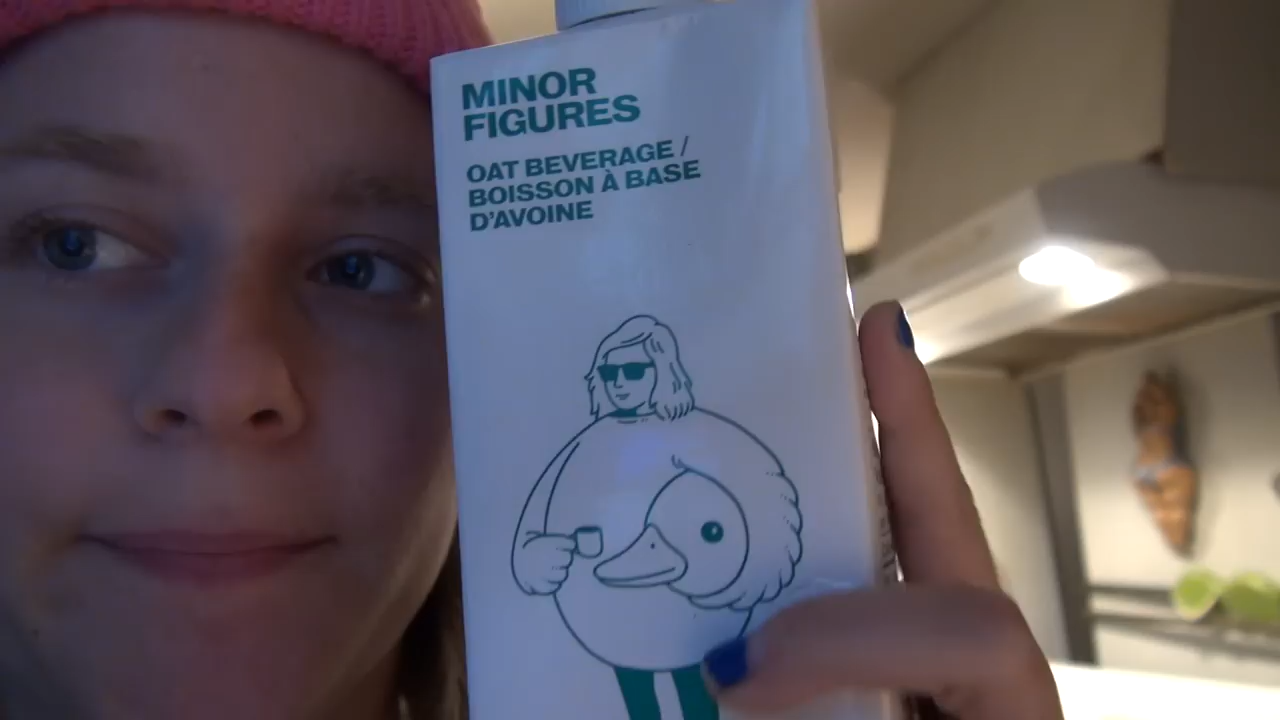 MINOR
FIGURES
OAT BEVERAGE /
BOISSON À BASE
D'AVOINE